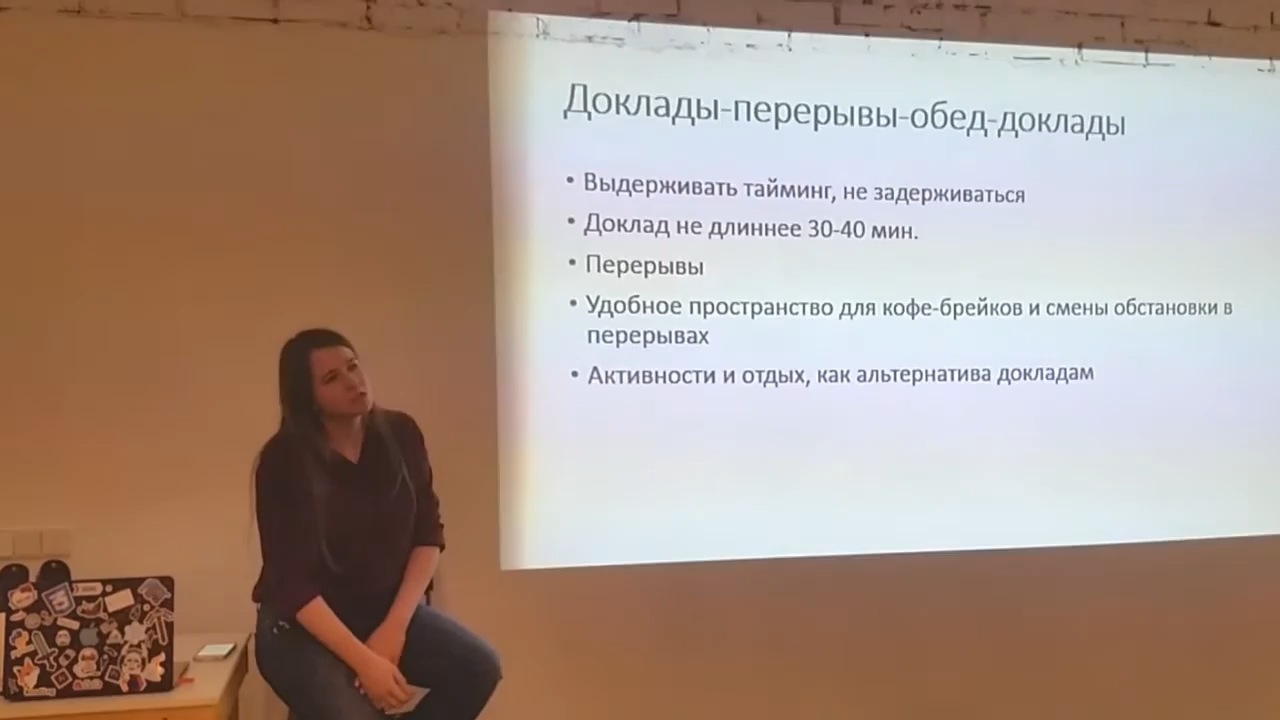 Доклады-перерывы-обед-доклады
• Выдерживать тайминг, не задерживаться
• Доклад не длиннее 30-40 мин.
• Перерывы
• Удобное пространство для кофе-брейков и смены обстановки в
перерывах
• Активности и отдых, как альтернатива докладам